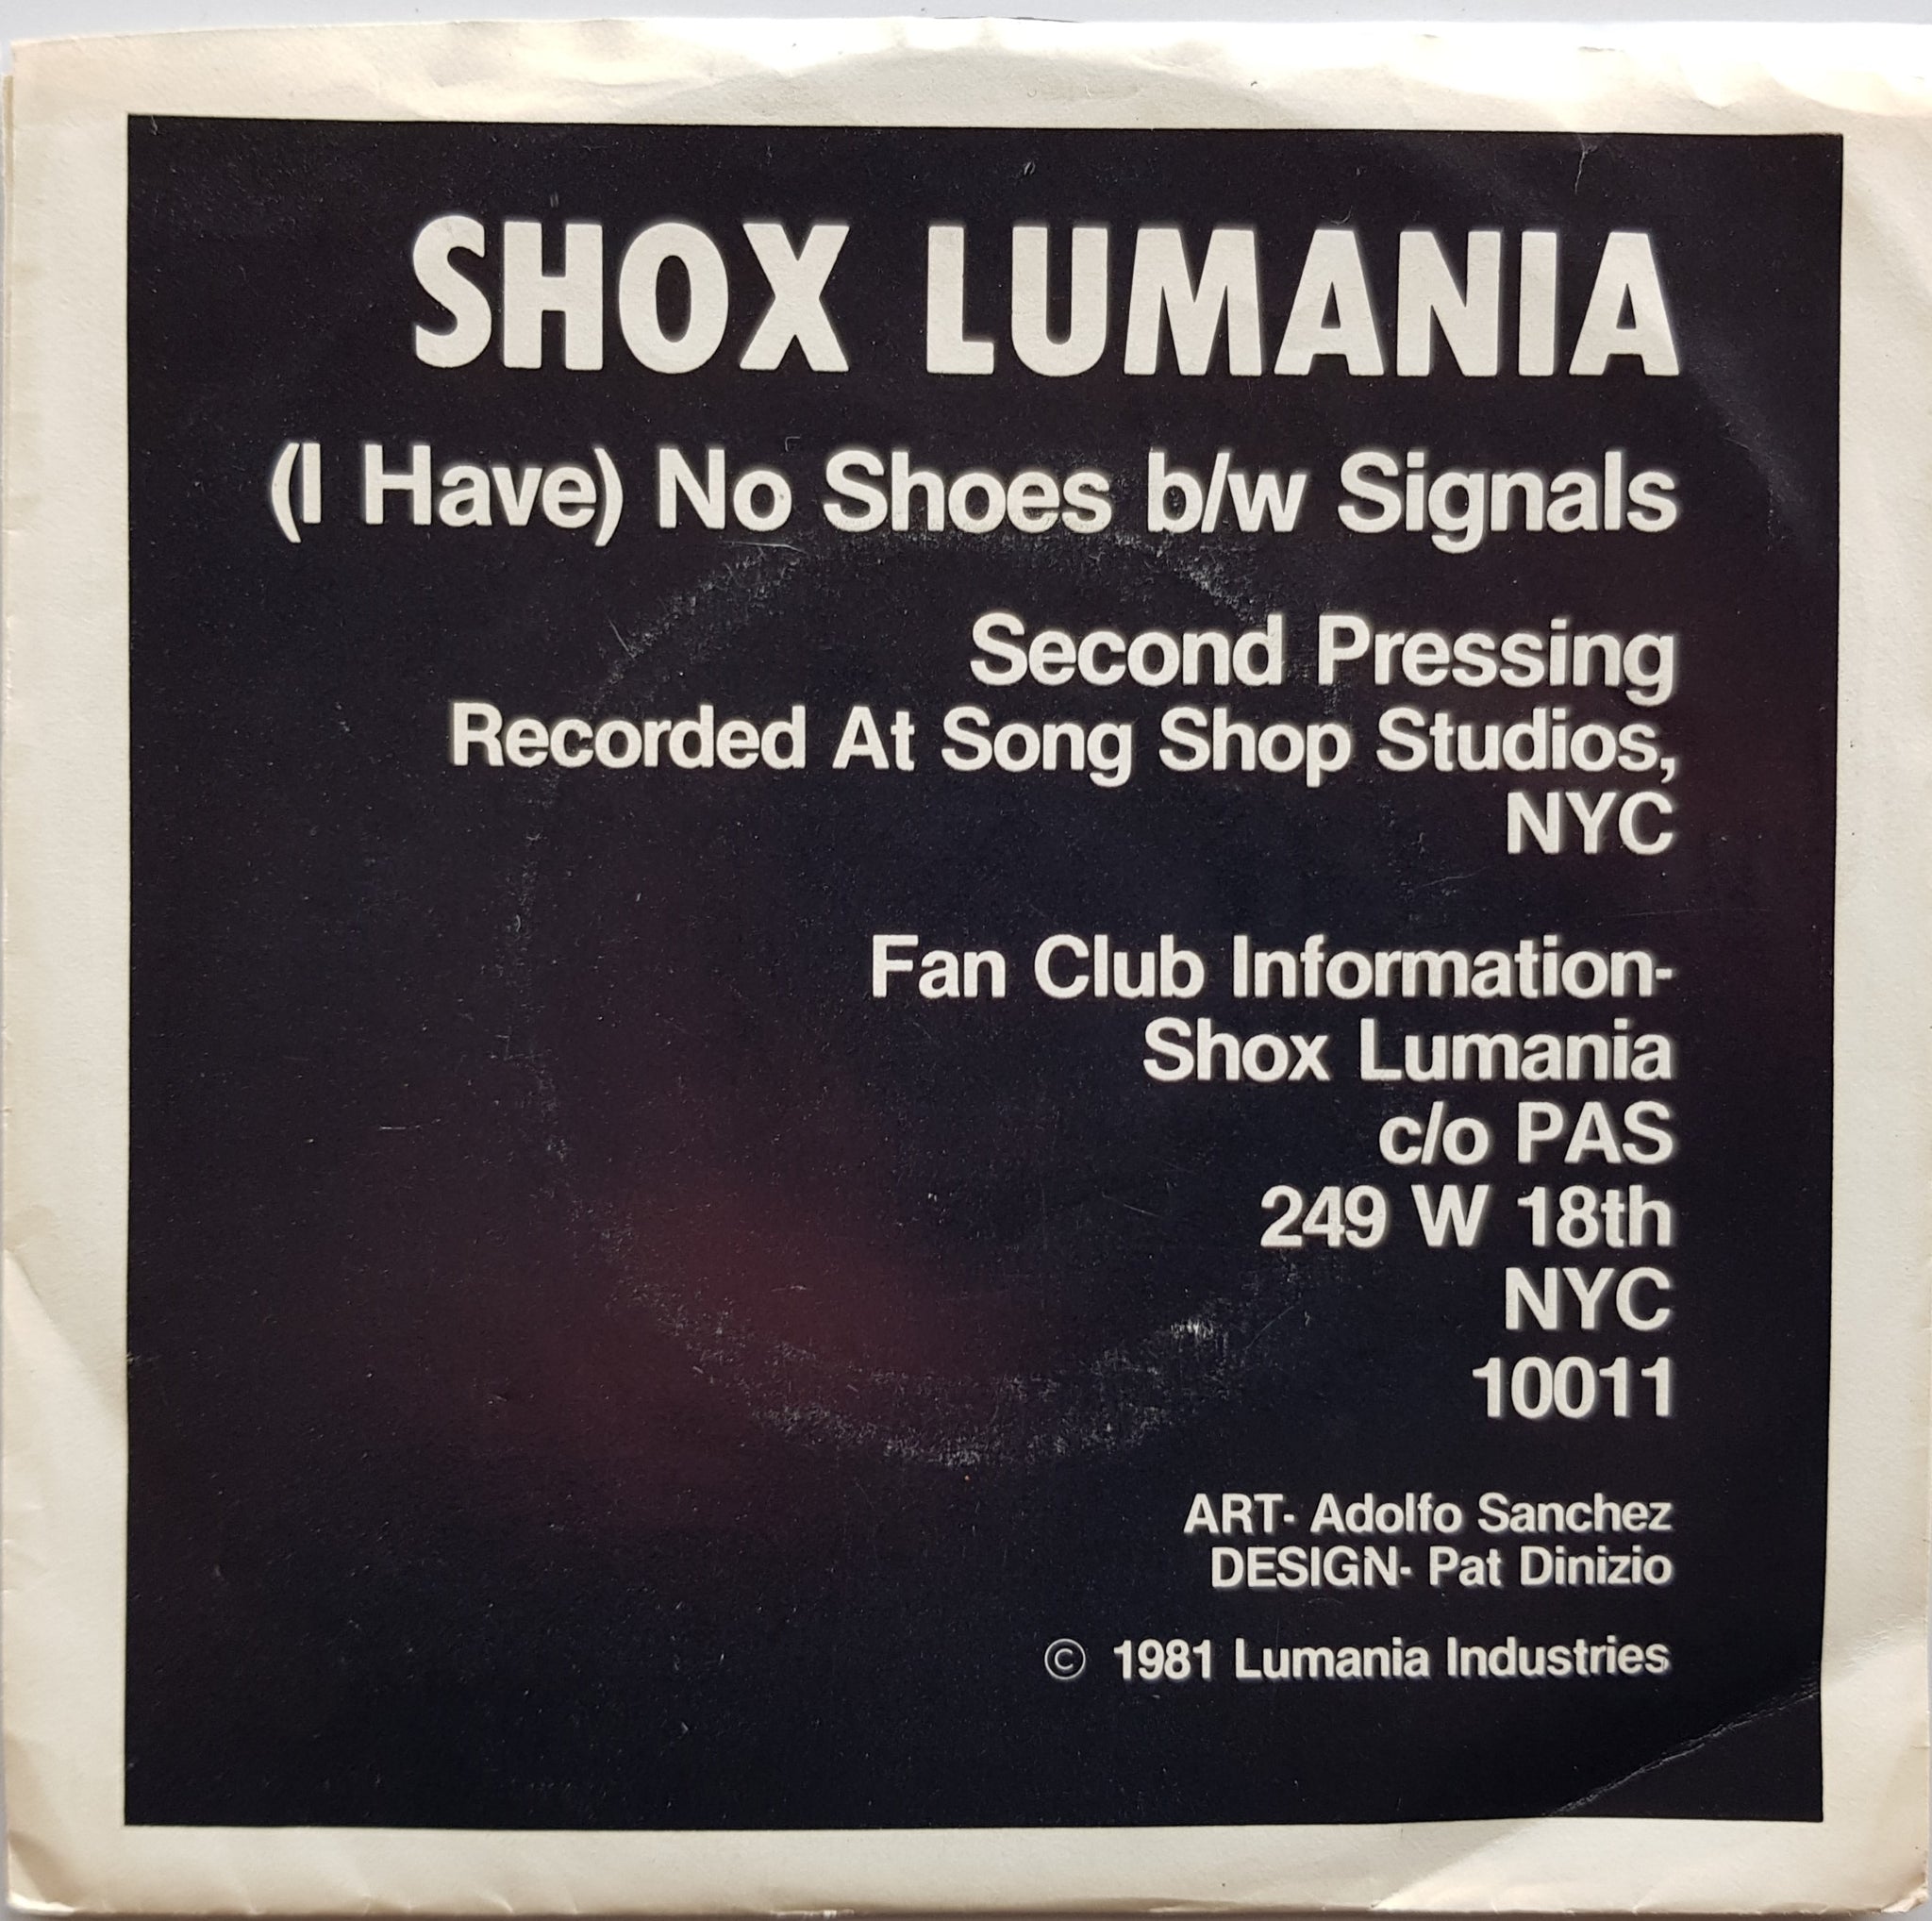 SHOX LUMANIA
(I Have) No Shoes b/w Signals
Second Pressing
Recorded At Song Shop Studios,
NYC
Fan Club Information-
Shox Lumania
c/o PAS
249 W 18th
NYC
10011
ART- Adolfo Sanchez
DESIGN- Pat Dinizio
© 1981 Lumania Industries